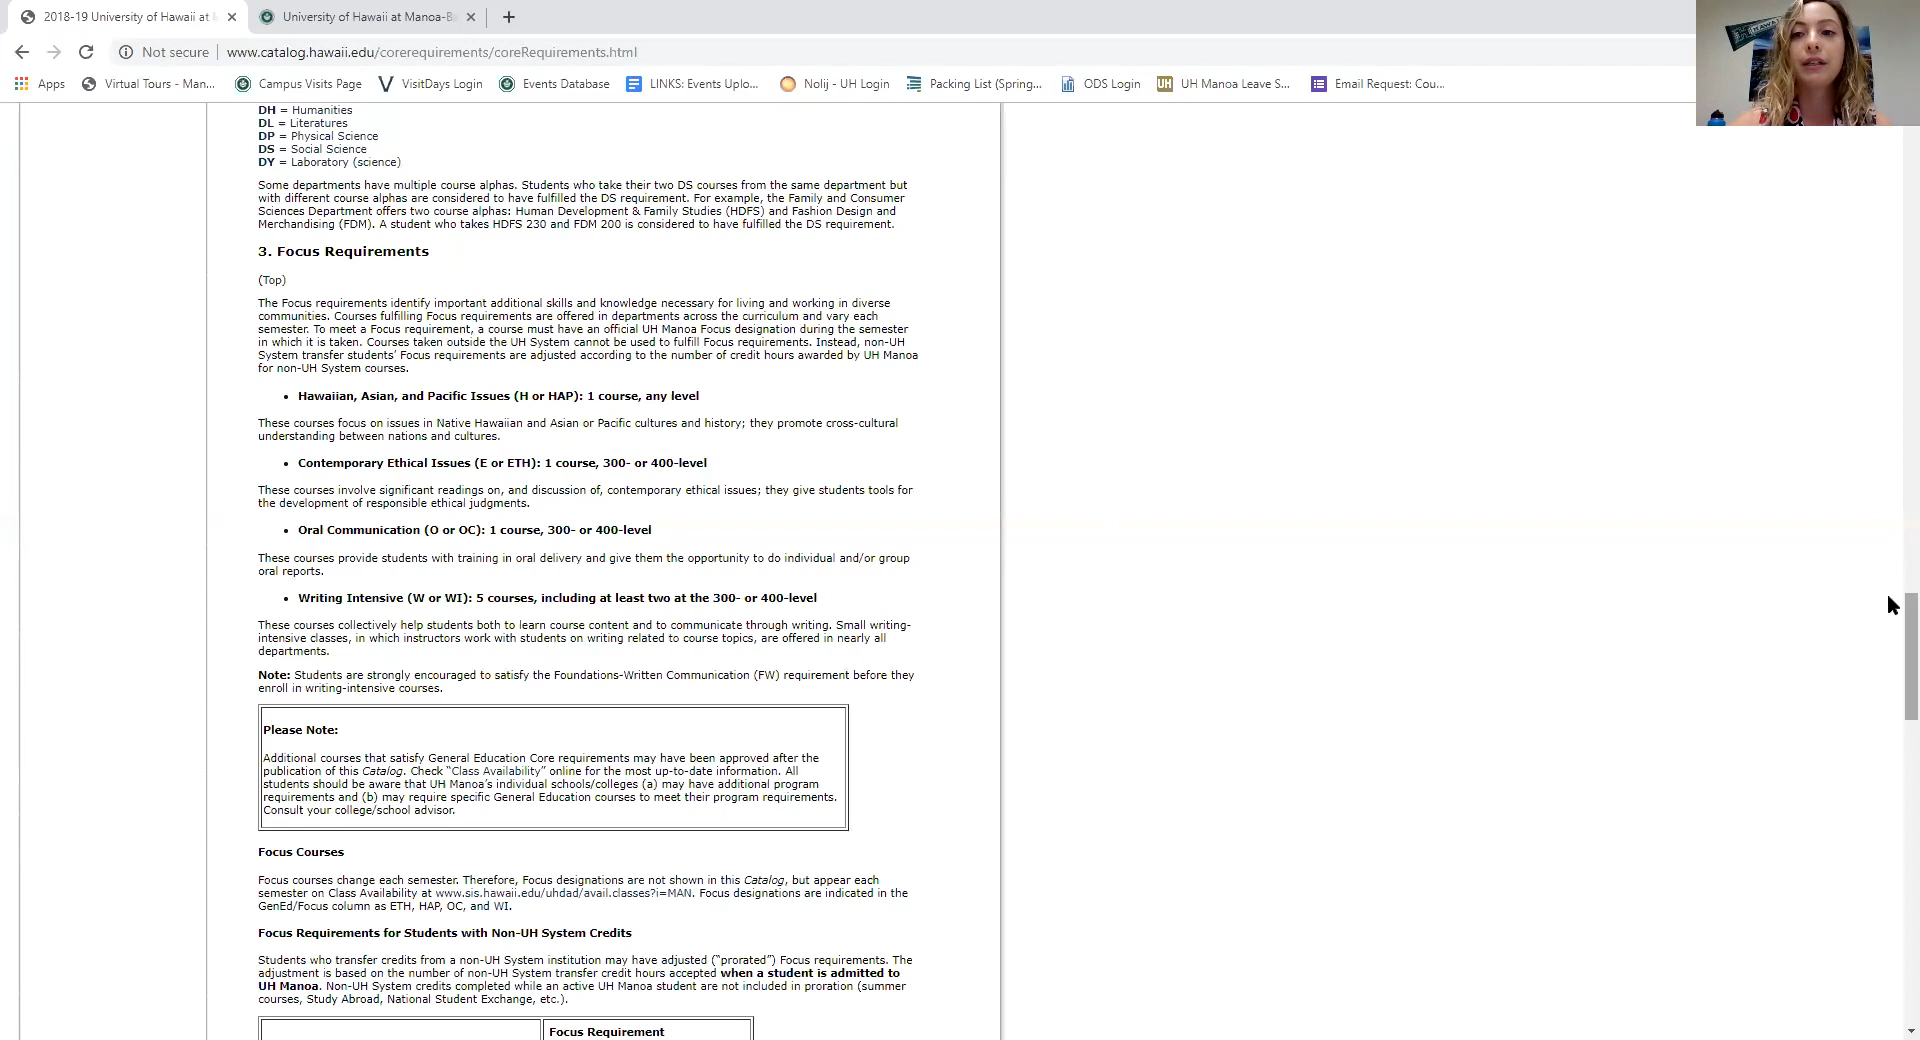 2018-19 University of Hawaii at
University of Hawaii at Manoa-B
Not secure
www.catalog.hawaii.edu/corerequirements/coreRequirements.html
Apps
Virtual Tours - Man...
Campus Visits Page
VisitDays Login
Events Database
LINKS: Events Uplo...
Nolij - UH Login
Packing List (Spring...
ODS Login
UH Manoa Leave S...
Email Request: Cou...
DH = Humanities
DL = Literatures
DP = Physical Science
DS = Social Science
DY = Laboratory (science)
Some departments have multiple course alphas. Students who take their two DS courses from the same department but
with different course alphas are considered to have fulfilled the DS requirement. For example, the Family and Consumer
Sciences Department offers two course alphas: Human Development & Family Studies (HDFS) and Fashion Design and
Merchandising (FDM). A student who takes HDFS 230 and FDM 200 is considered to have fulfilled the DS requirement.
3. Focus Requirements
(Top)
The Focus requirements identify important additional skills and knowledge necessary for living and working in diverse
communities. Courses fulfilling Focus requirements are offered in departments across the curriculum and vary each
semester. To meet a Focus requirement, a course must have an official UH Manoa Focus designation during the semester
in which it is taken. Courses taken outside the UH System cannot be used to fulfill Focus requirements. Instead, non-UH
System transfer students' Focus requirements are adjusted according to the number of credit hours awarded by UH Manoa
for non-UH System courses.
• Hawaiian, Asian, and Pacific Issues (H or HAP): 1 course, any level
These courses focus on issues in Native Hawaiian and Asian or Pacific cultures and history; they promote cross-cultural
understanding between nations and cultures.
• Contemporary Ethical Issues (E or ETH): 1 course, 300- or 400-level
These courses involve significant readings on, and discussion of, contemporary ethical issues; they give students tools for
the development of responsible ethical judgments.
• Oral Communication (O or OC): 1 course, 300- or 400-level
These courses provide students with training in oral delivery and give them the opportunity to do individual and/or group
oral reports.
• Writing Intensive (W or WI): 5 courses, including at least two at the 300- or 400-level
These courses collectively help students both to learn course content and to communicate through writing. Small writing-
intensive classes, in which instructors work with students on writing related to course topics, are offered in nearly all
departments.
Note: Students are strongly encouraged to satisfy the Foundations-Written Communication (FW) requirement before they
enroll in writing-intensive courses.
Please Note:
Additional courses that satisfy General Education Core requirements may have been approved after the
publication of this Catalog. Check “Class Availability” online for the most up-to-date information. All
students should be aware that UH Manoa's individual schools/colleges (a) may have additional program
requirements and (b) may require specific General Education courses to meet their program requirements.
Consult your college/school advisor.
Focus Courses
Focus courses change each semester. Therefore, Focus designations are not shown in this Catalog, but appear each
semester on Class Availability at www.sis.hawaii.edu/uhdad/avail.classes?i=MAN. Focus designations are indicated in the
GenEd/Focus column as ETH, HAP, OC, and WI.
Focus Requirements for Students with Non-UH System Credits
Students who transfer credits from a non-UH System institution may have adjusted (“prorated”) Focus requirements. The
adjustment is based on the number of non-UH System transfer credit hours accepted when a student is admitted to
UH Manoa. Non-UH System credits completed while an active UH Manoa student are not included in proration (summer
courses, Study Abroad, National Student Exchange, etc.).
Focus Requirement